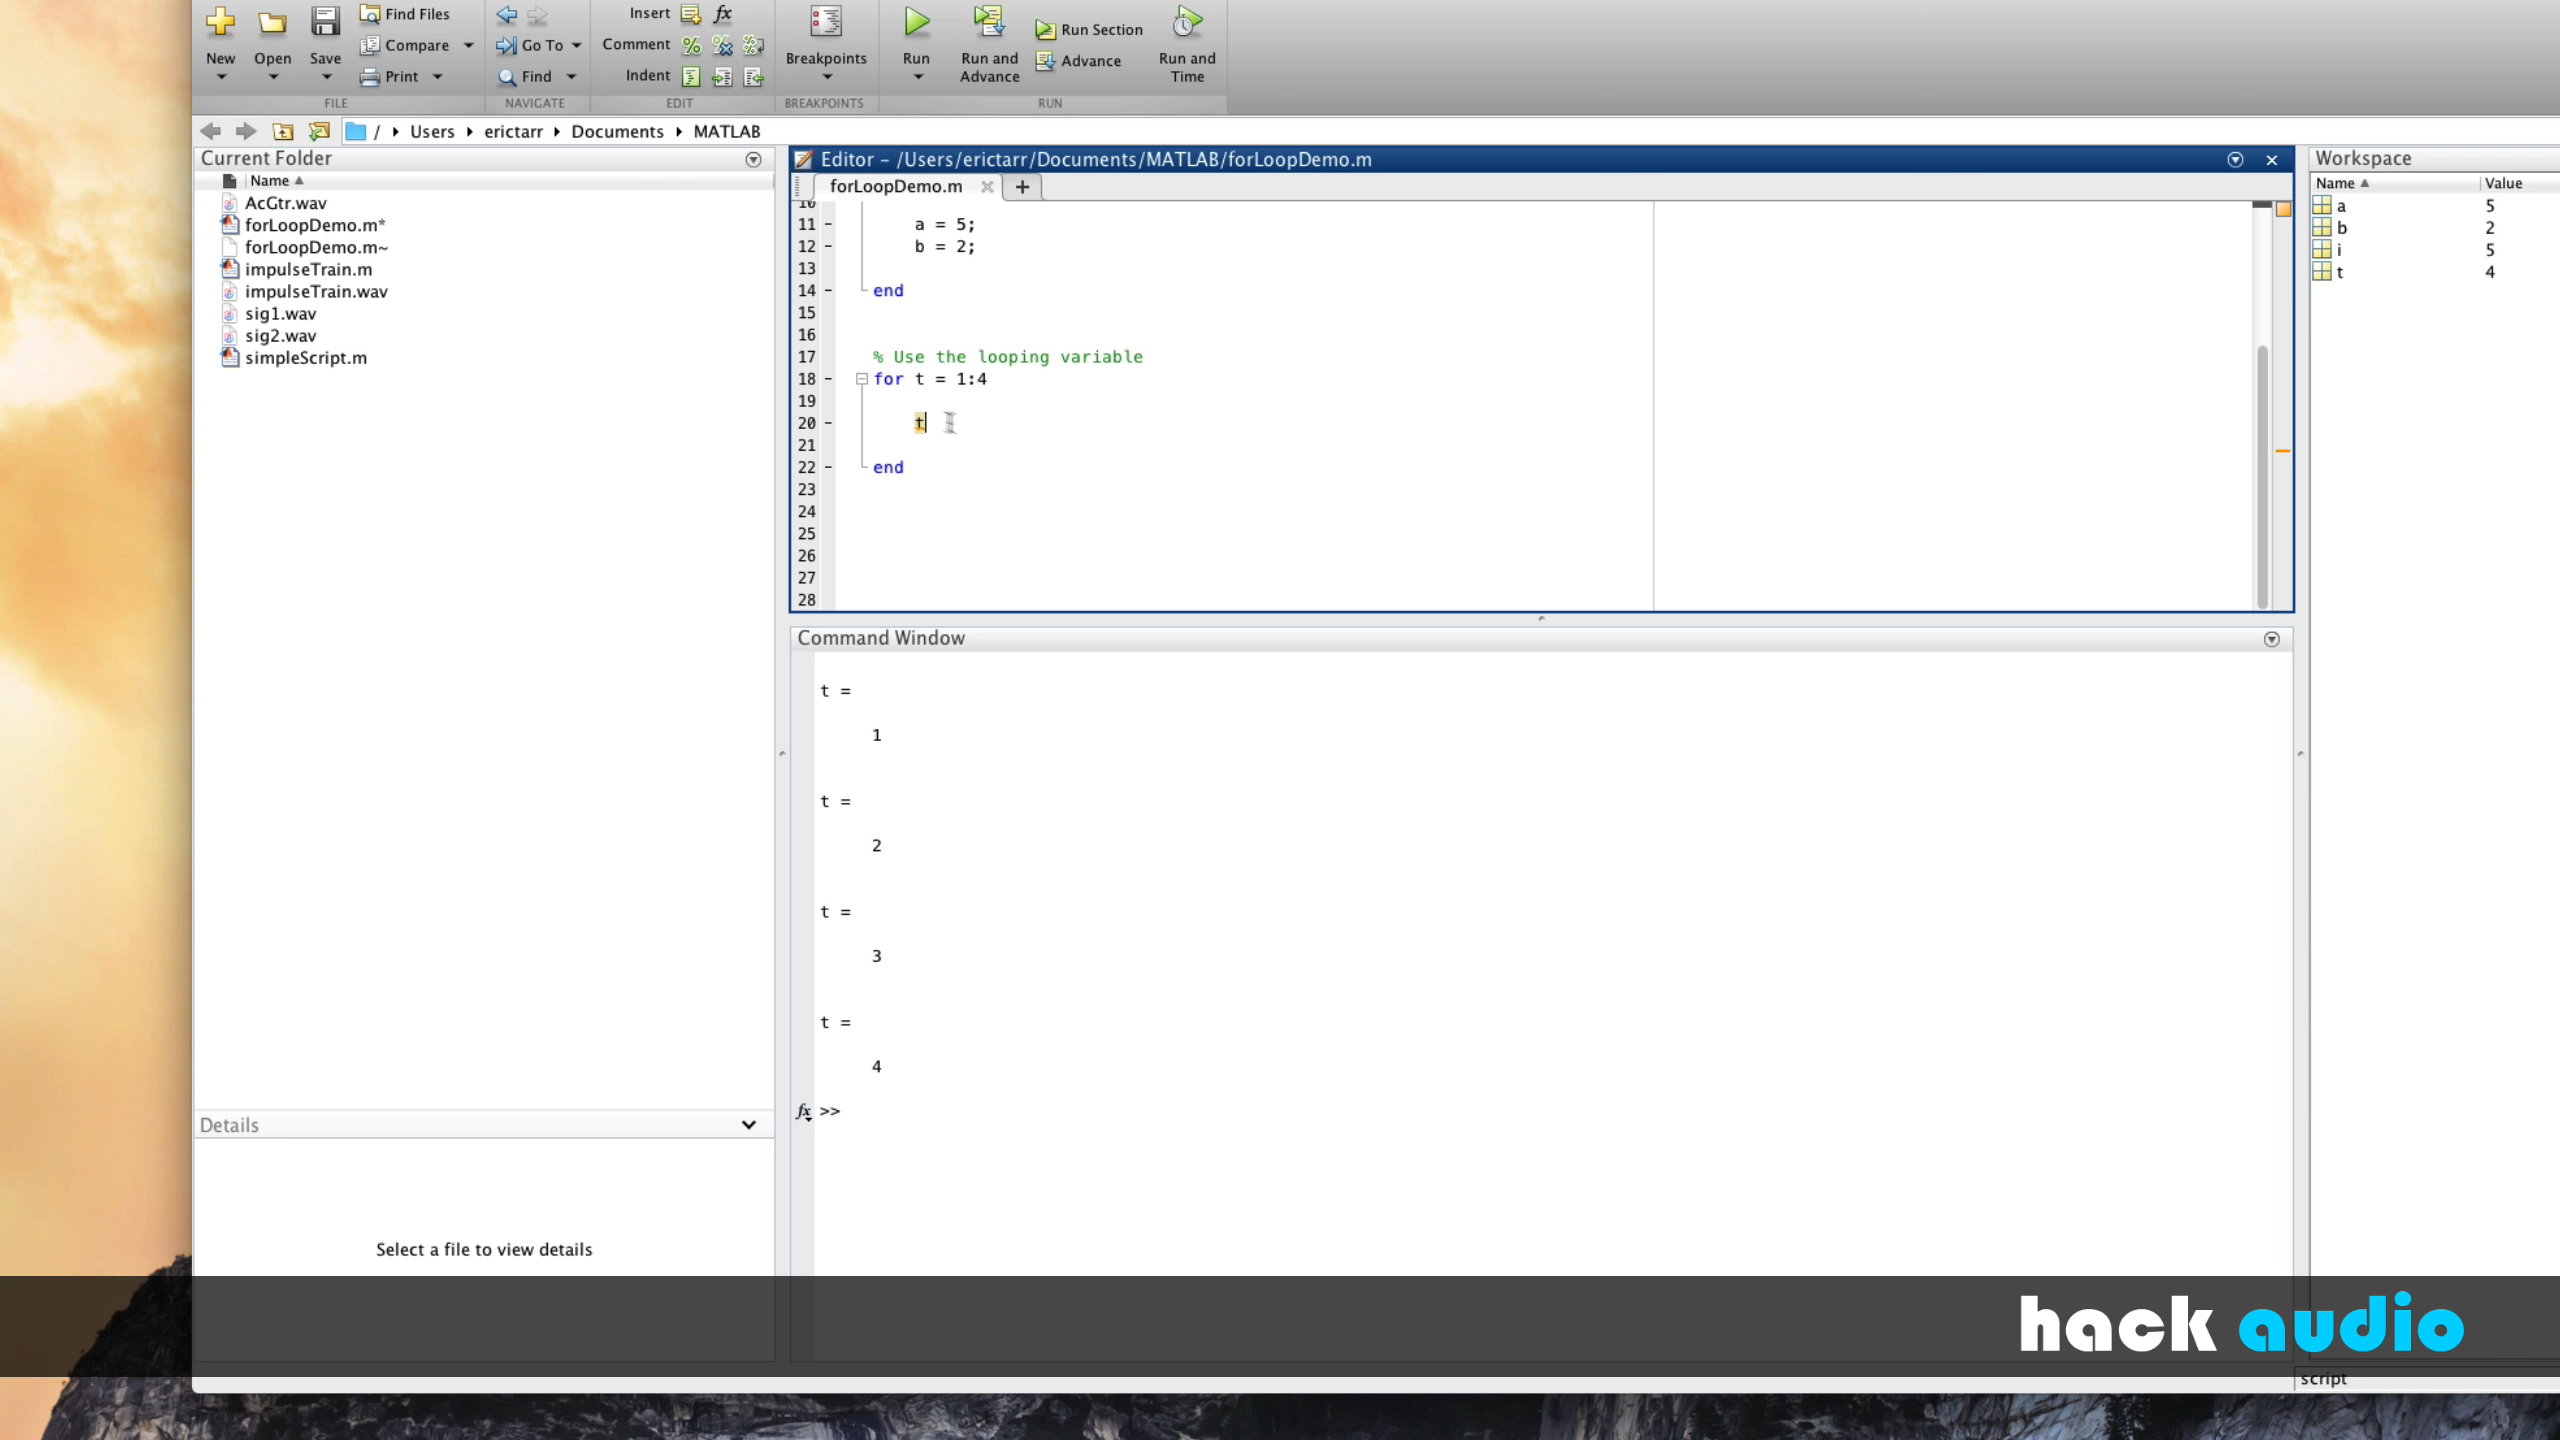 New
Open
Save
Find Files
Compare
Print
FILE
Go To
Find
NAVIGATE
Insert fx
Comment
Indent
EDIT
Breakpoints
BREAKPOINTS
Run
Run and Advance
Run Section
Advance
Run and Time
RUN
/ Users erictarr Documents MATLAB
Current Folder
Name
AcGtr.wav
forLoopDemo.m*
forLoopDemo.m~
impulseTrain.m
impulseTrain.wav
sig1.wav
sig2.wav
simpleScript.m
Details
Select a file to view details
Editor – /Users/erictarr/Documents/MATLAB/forLoopDemo.m
forLoopDemo.m
10
11 – a = 5;
12 – b = 2;
13
14 – end
15
16
17 % Use the looping variable
18 – for t = 1:4
19
20 – t
21
22 – end
23
24
25
26
27
28
Command Window
t =
1
t =
2
t =
3
t =
4
fx >>
Workspace
Name Value
a 5
b 2
i 5
t 4
hack audio
script